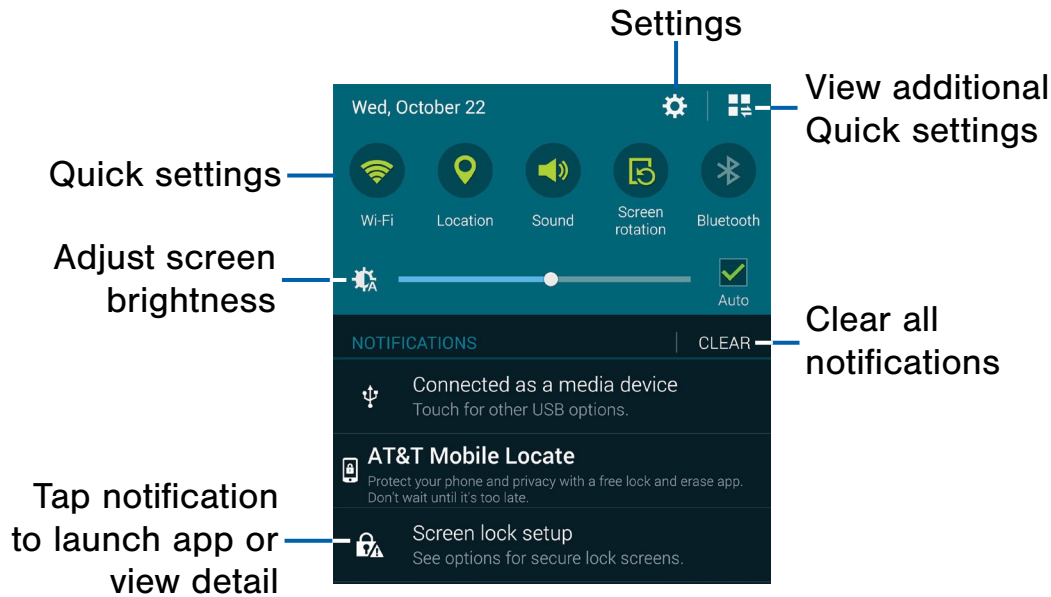 Settings
View additional
Quick settings
Wed, October 22
Quick settings
Wi-Fi
Location
Sound
Screen
rotation
Bluetooth
Adjust screen
brightness
A
Auto
Clear all
notifications
NOTIFICATIONS
CLEAR
Connected as a media device
Touch for other USB options.
AT&T Mobile Locate
Protect your phone and privacy with a free lock and erase app.
Don't wait until it's too late.
Tap notification
to launch app or
view detail
Screen lock setup
See options for secure lock screens.